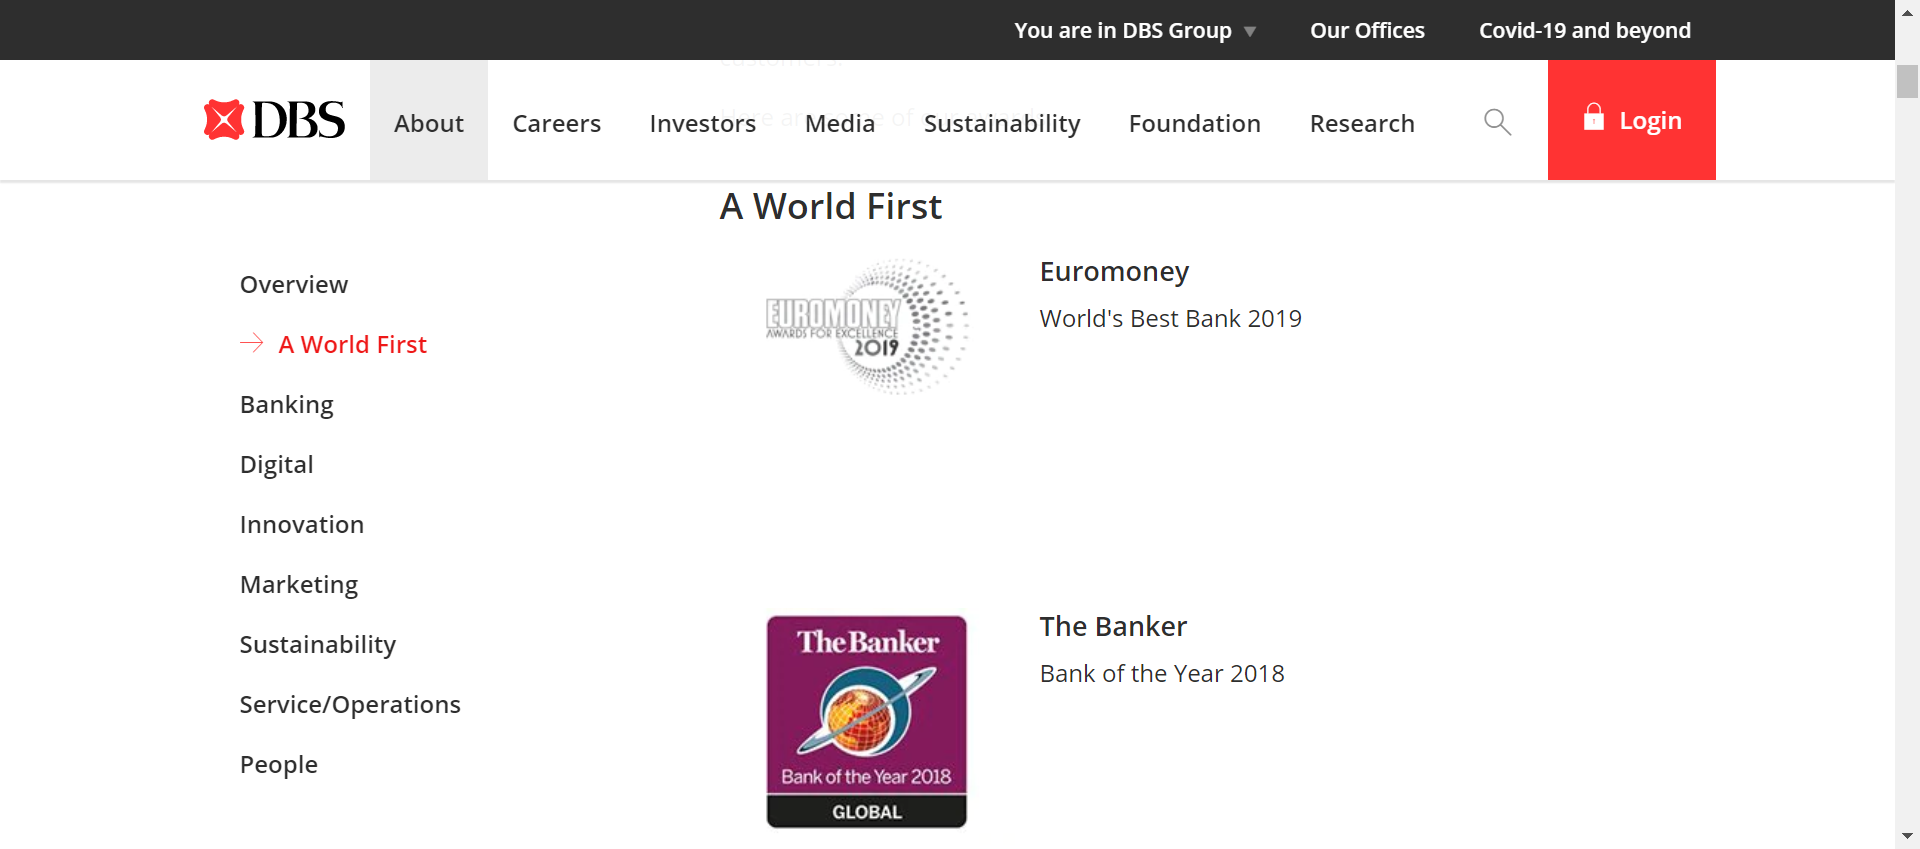 You are in DBS Group
Our Offices
Covid-19 and beyond
customers.
DBS
About
Careers
Investors
Media
Sustainability
Foundation
Research
Login
A World First
Overview
A World First
Banking
Digital
Innovation
Marketing
Sustainability
Service/Operations
People
EUROMONEY
AWARDS FOR EXCELLENCE
2019
Euromoney
World's Best Bank 2019
The Banker
Bank of the Year 2018
GLOBAL
The Banker
Bank of the Year 2018